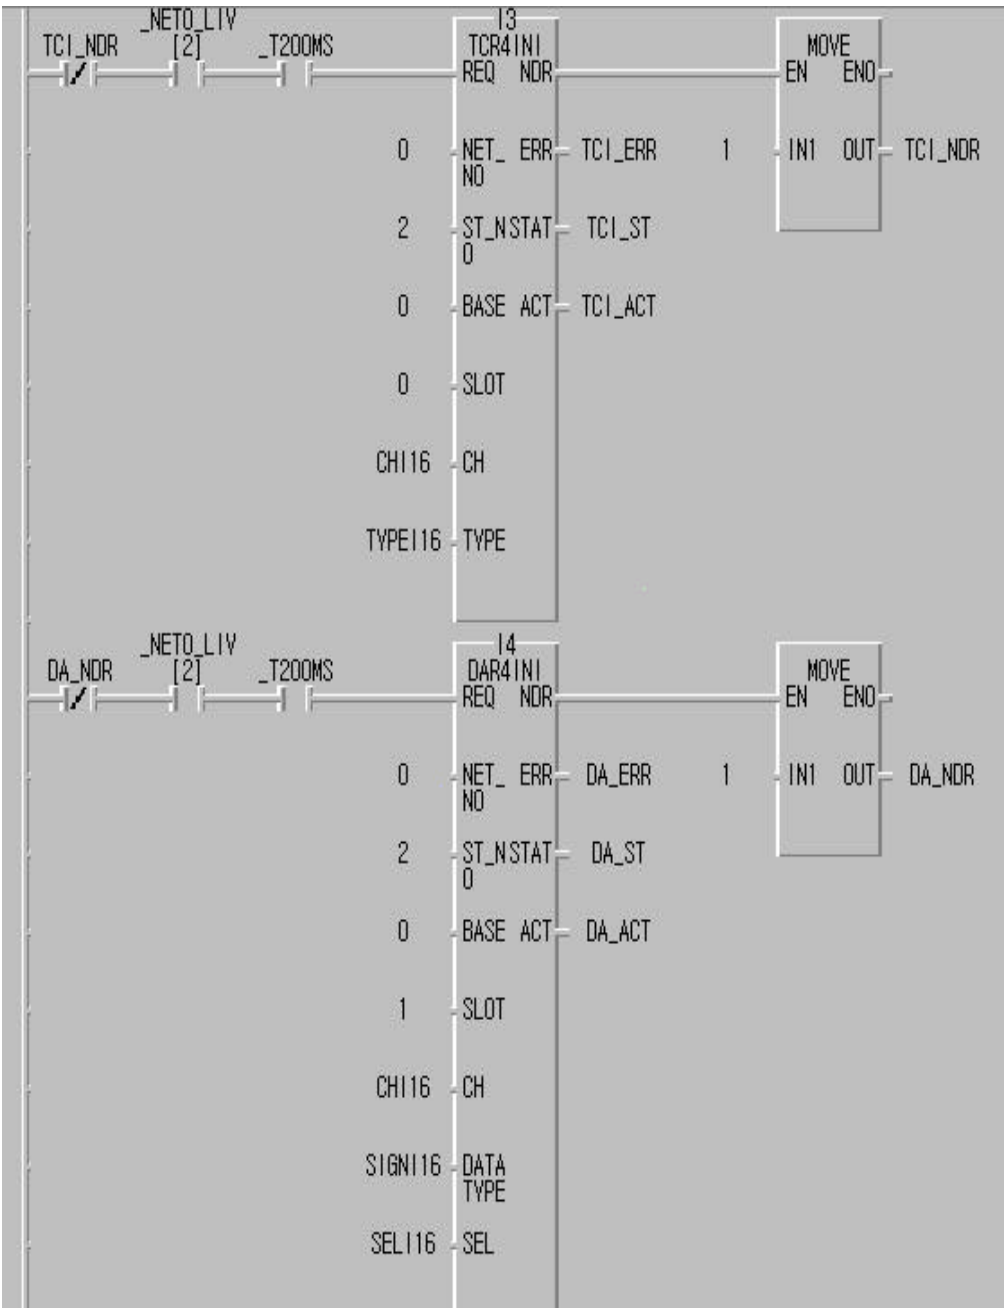 _NET0_LIV I3
TCI_NDR [2] _T200MS TCR4INI MOVE
REQ NDR EN ENO
0 NET_ ERR TCI_ERR 1 IN1 OUT TCI_NDR
NO
2 ST_N STAT TCI_ST
O
0 BASE ACT TCI_ACT
0 SLOT
CHI16 CH
TYPEI16 TYPE
_NET0_LIV I4
DA_NDR [2] _T200MS DAR4INI MOVE
REQ NDR EN ENO
0 NET_ ERR DA_ERR 1 IN1 OUT DA_NDR
NO
2 ST_N STAT DA_ST
O
0 BASE ACT DA_ACT
1 SLOT
CHI16 CH
SIGNI16 DATA
TYPE
SELI16 SEL